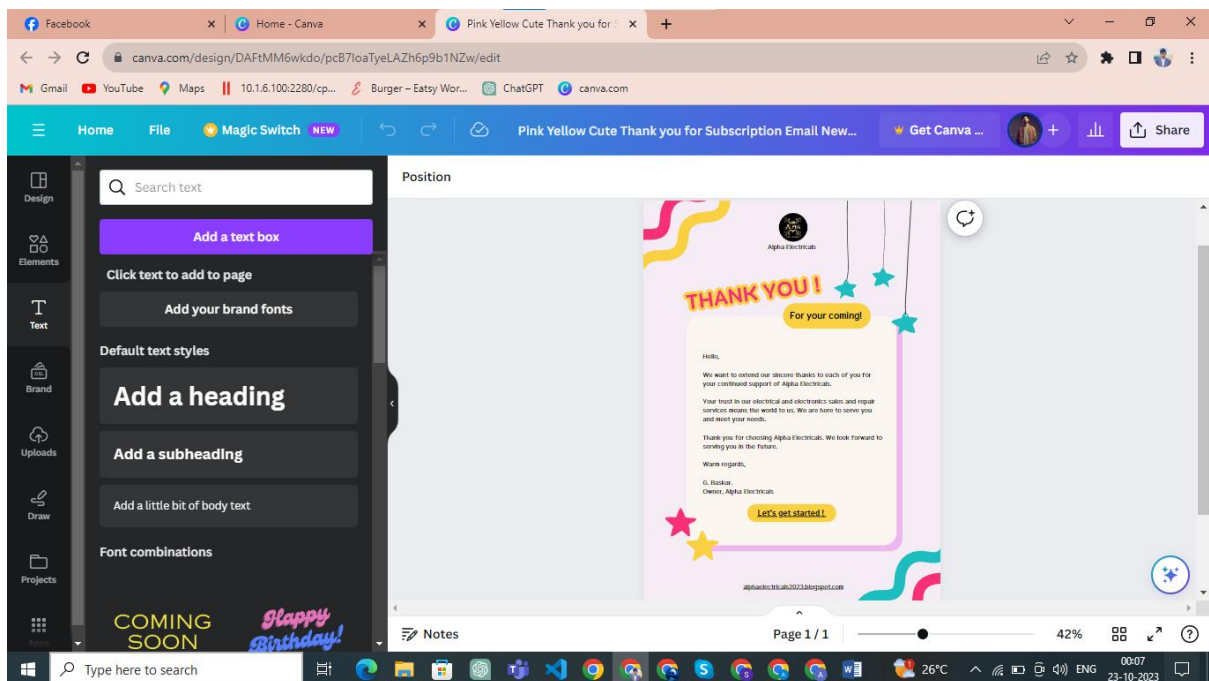 Facebook
Home - Canva
Pink Yellow Cute Thank you for S
canva.com/design/DAFtMM6wkdo/pcB7loaTyeLAZh6p9b1NZw/edit
Gmail YouTube Maps 10.1.6.100:2280/cp... Burger – Eatsy Wor... ChatGPT canva.com
Home File Magic Switch NEW Pink Yellow Cute Thank you for Subscription Email New... Get Canva ... Share
Design
Elements
Text
Brand
Uploads
Draw
Projects
Apps
Search text
Add a text box
Click text to add to page
Add your brand fonts
Default text styles
Add a heading
Add a subheading
Add a little bit of body text
Font combinations
COMING
SOON
Happy
Birthday!
Position
Alpha Electricals
THANK YOU !
For your coming!
Hello,
We want to extend our sincere thanks to each of you for
your continued support of Alpha Electricals.
Your trust in our electrical and electronics sales and repair
services means the world to us. We are here to serve you
and meet your needs.
Thank you for choosing Alpha Electricals. We look forward to
serving you in the future.
Warm regards,
G. Baskar.
Owner, Alpha Electricals
Let's get started !
alphaelectricals2023.blogspot.com
Notes Page 1 / 1 42%
Type here to search 26°C ENG 00:07
23-10-2023